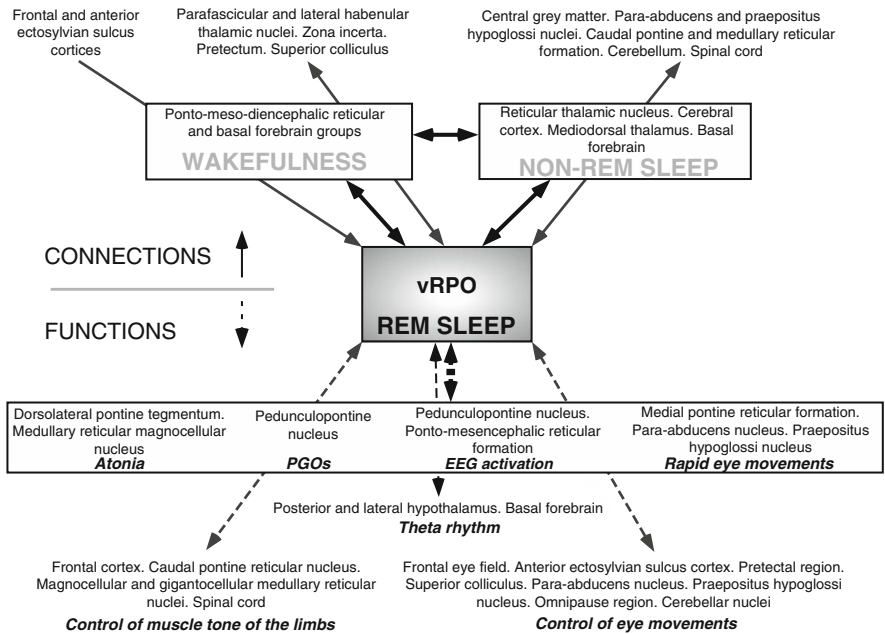 Frontal and anterior
ectosylvian sulcus
cortices
Parafascicular and lateral habenular
thalamic nuclei. Zona incerta.
Pretectum. Superior colliculus
Central grey matter. Para-abducens and praepositus
hypoglossi nuclei. Caudal pontine and medullary reticular
formation. Cerebellum. Spinal cord
Ponto-meso-diencephalic reticular
and basal forebrain groups
WAKEFULNESS
Reticular thalamic nucleus. Cerebral
cortex. Mediodorsal thalamus. Basal
forebrain
NON-REM SLEEP
CONNECTIONS
FUNCTIONS
vRPO
REM SLEEP
Dorsolateral pontine tegmentum.
Medullary reticular magnocellular
nucleus
Atonia
Pedunculopontine
nucleus
PGOs
Pedunculopontine nucleus.
Ponto-mesencephalic reticular
formation
EEG activation
Medial pontine reticular formation.
Para-abducens nucleus. Praepositus
hypoglossi nucleus
Rapid eye movements
Posterior and lateral hypothalamus. Basal forebrain
Theta rhythm
Frontal cortex. Caudal pontine reticular nucleus.
Magnocellular and gigantocellular medullary reticular
nuclei. Spinal cord
Control of muscle tone of the limbs
Frontal eye field. Anterior ectosylvian sulcus cortex. Pretectal region.
Superior colliculus. Para-abducens nucleus. Praepositus hypoglossi
nucleus. Omnipause region. Cerebellar nuclei
Control of eye movements